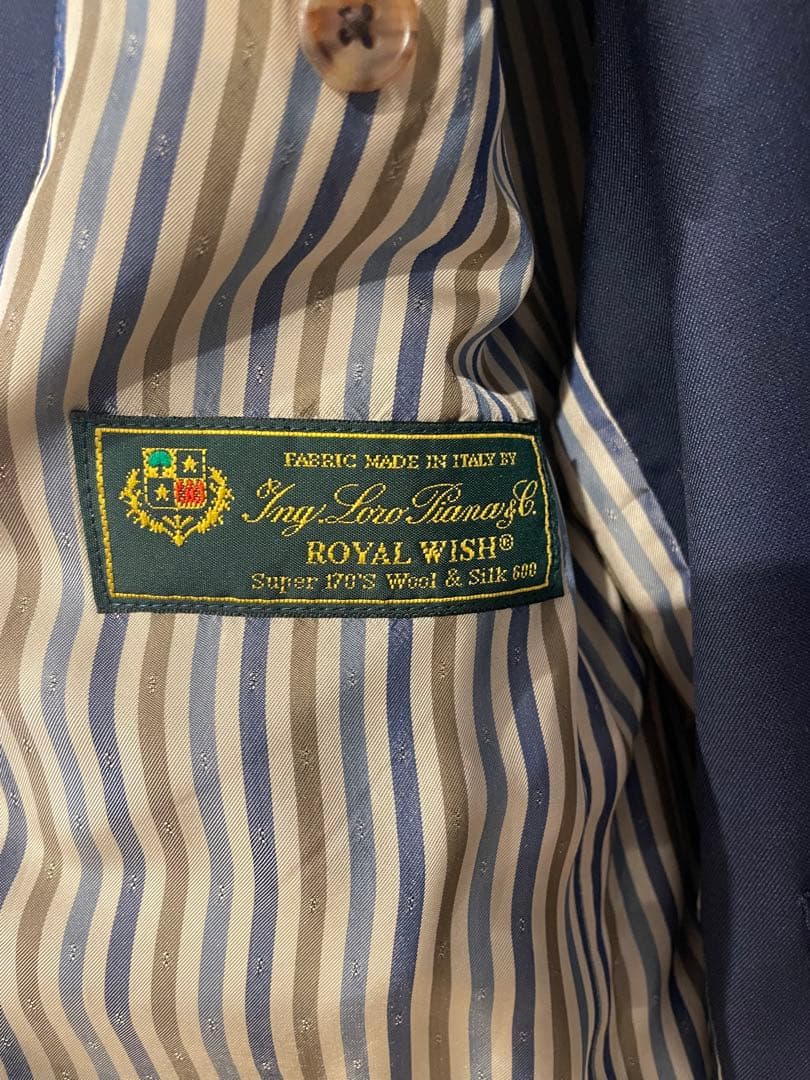 FABRIC MADE IN ITALY BY
Ing. Loro Piana & C.
ROYAL WISH®
Super 170'S Wool & Silk 600